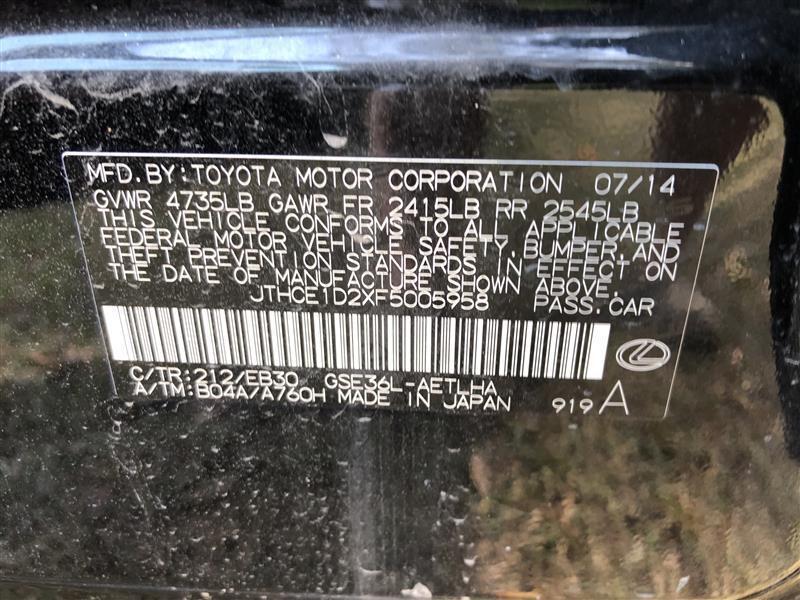 MFD. BY: TOYOTA MOTOR CORPORATION 07/14
GVWR 4735LB GAWR FR 2415LB RR 2545LB
THIS VEHICLE CONFORMS TO ALL APPLICABLE
FEDERAL MOTOR VEHICLE SAFETY, BUMPER, AND
THEFT PREVENTION STANDARDS IN EFFECT ON
THE DATE OF MANUFACTURE SHOWN ABOVE.
JTHCE1D2XF5005958 PASS. CAR
C/TR: 212/EB30 GSE36L-AETLHA
A/TM: B04A/A760H MADE IN JAPAN 919 A